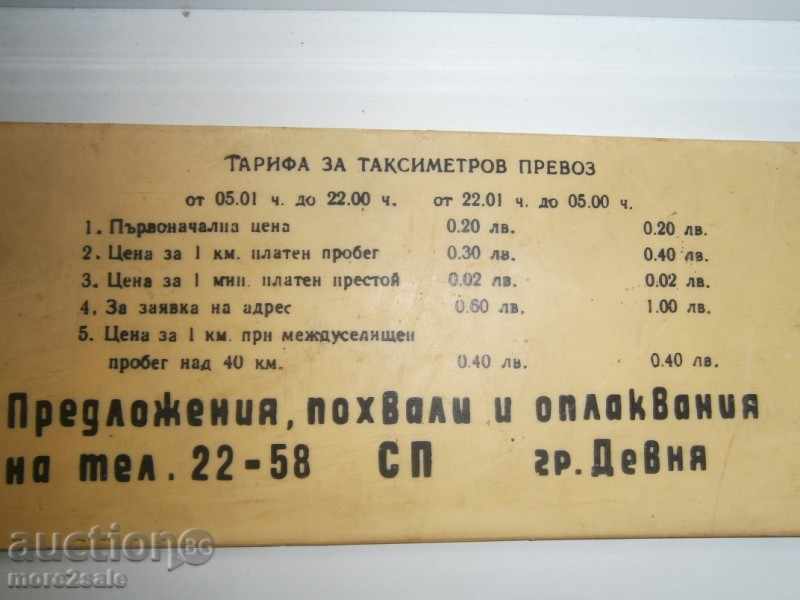 ТАРИФА ЗА ТАКСИМЕТРОВ ПРЕВОЗ
от 05.01 ч. до 22.00 ч. от 22.01 ч. до 05.00 ч.
1. Първоначална цена 0.20 лв. 0.20 лв.
2. Цена за 1 км. платен пробег 0.30 лв. 0.40 лв.
3. Цена за 1 мин. платен престой 0.02 лв. 0.02 лв.
4. За заявка на адрес 0.60 лв. 1.00 лв.
5. Цена за 1 км. при междуселищен
пробег над 40 км. 0.40 лв. 0.40 лв.
Предложения, похвали и оплаквания
на тел. 22-58 СП гр. Девня
auction BG
more2sale